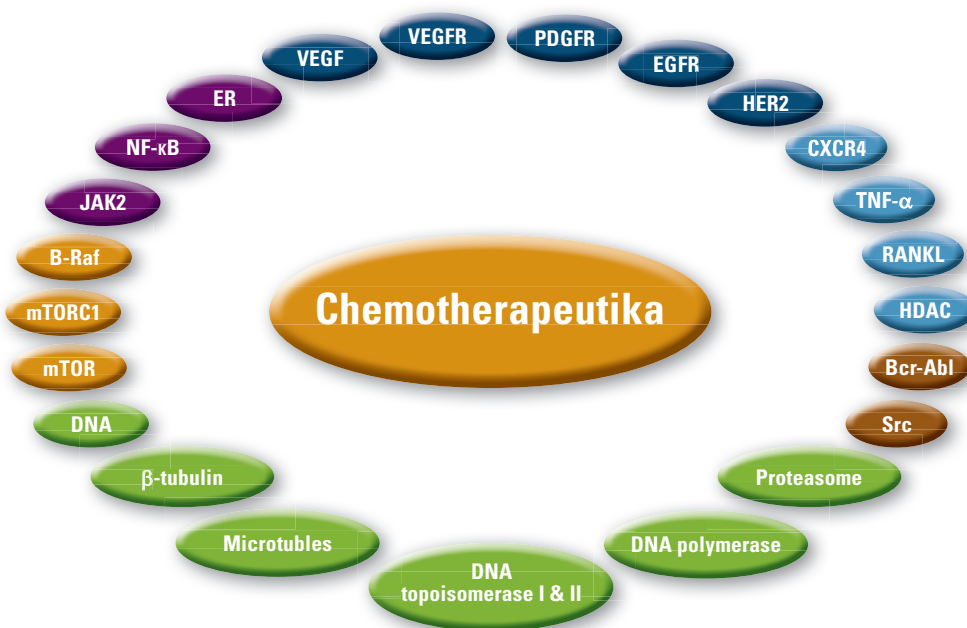 VEGFR
PDGFR
VEGF
EGFR
ER
HER2
NF-κB
CXCR4
JAK2
TNF-α
B-Raf
RANKL
Chemotherapeutika
mTORC1
HDAC
mTOR
Bcr-Abl
DNA
Src
β-tubulin
Proteasome
Microtubles
DNA polymerase
DNA
topoisomerase I & II